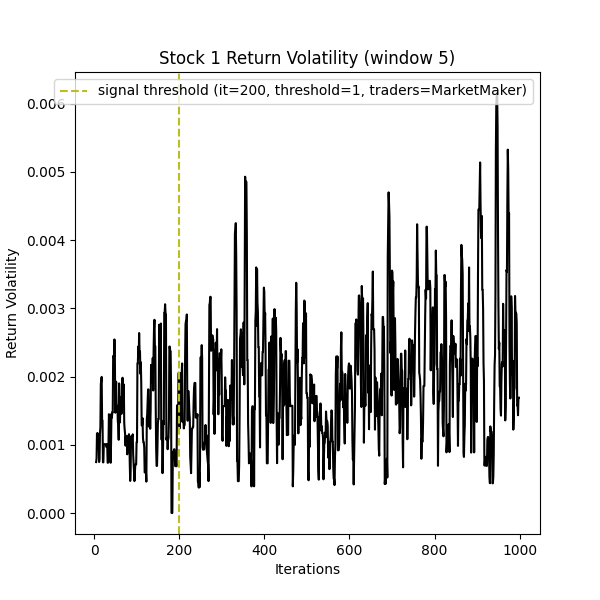 Stock 1 Return Volatility (window 5)
signal threshold (it=200, threshold=1, traders=MarketMaker)
0.006
0.005
0.004
0.003
0.002
0.001
0.000
Return Volatility
0 200 400 600 800 1000
Iterations